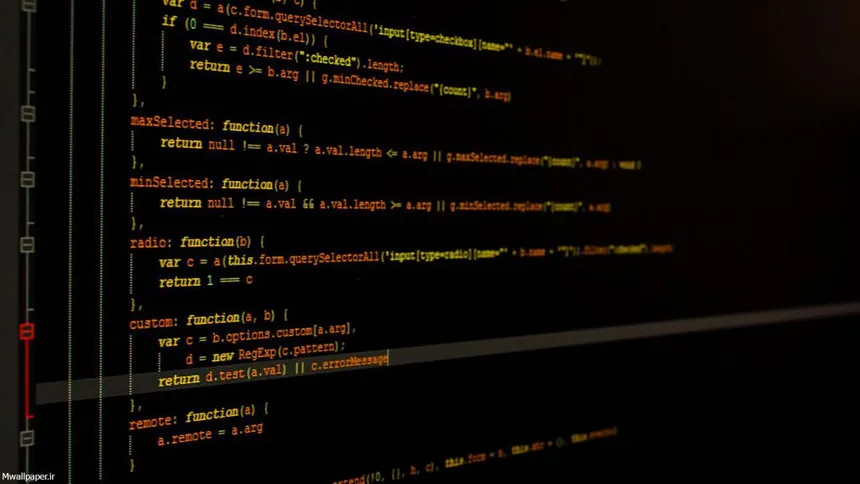 var d = a(c.form.querySelectorAll('input[type=checkbox][name="' + b.el.name + '"]'));
if (0 === d.index(b.el)) {
var e = d.filter(":checked").length;
return e >= b.arg || g.minChecked.replace("{count}", b.arg)
}
},
maxSelected: function(a) {
return null !== a.val ? a.val.length <= a.arg || g.maxSelected.replace("{count}", a.arg) : void 0
},
minSelected: function(a) {
return null !== a.val && a.val.length >= a.arg || g.minSelected.replace("{count}", a.arg)
},
radio: function(b) {
var c = a(this.form.querySelectorAll('input[type=radio][name="' + b.name + '"]')).filter(":checked").length;
return 1 === c
},
custom: function(a, b) {
var c = b.options.custom[a.arg],
d = new RegExp(c.pattern);
return d.test(a.val) || c.errorMessage
},
remote: function(a) {
a.remote = a.arg
}
extend(!0, {}, h, c), this.form = b, this.str = {}, this.remote
Mwallpaper.ir